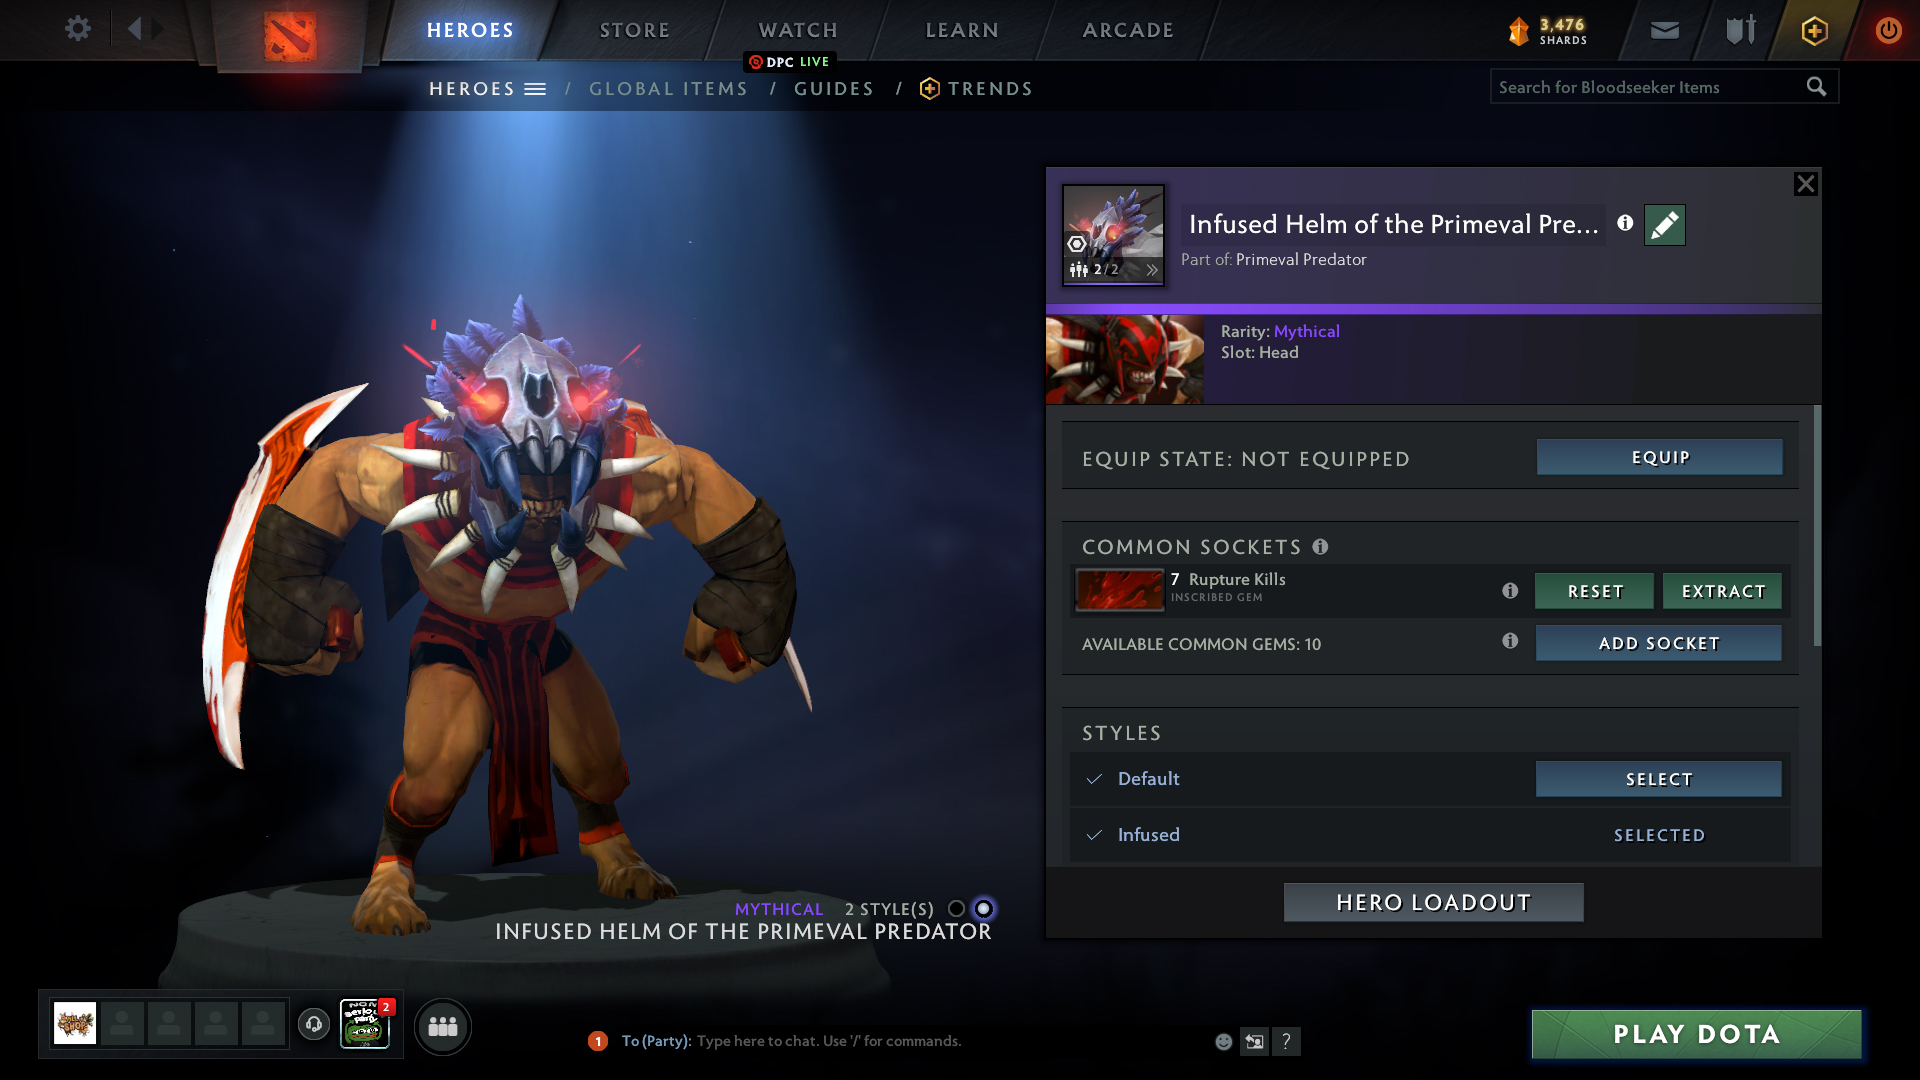 HEROES
STORE
WATCH
LEARN
ARCADE
3,476
SHARDS
DPC LIVE
HEROES / GLOBAL ITEMS / GUIDES / TRENDS
Search for Bloodseeker Items
Infused Helm of the Primeval Pre...
2/2
Part of: Primeval Predator
Rarity: Mythical
Slot: Head
EQUIP STATE: NOT EQUIPPED
EQUIP
COMMON SOCKETS
7 Rupture Kills
INSCRIBED GEM
RESET
EXTRACT
AVAILABLE COMMON GEMS: 10
ADD SOCKET
STYLES
Default
SELECT
Infused
SELECTED
HERO LOADOUT
MYTHICAL 2 STYLE(S)
INFUSED HELM OF THE PRIMEVAL PREDATOR
2
1
To (Party): Type here to chat. Use '/' for commands.
?
PLAY DOTA